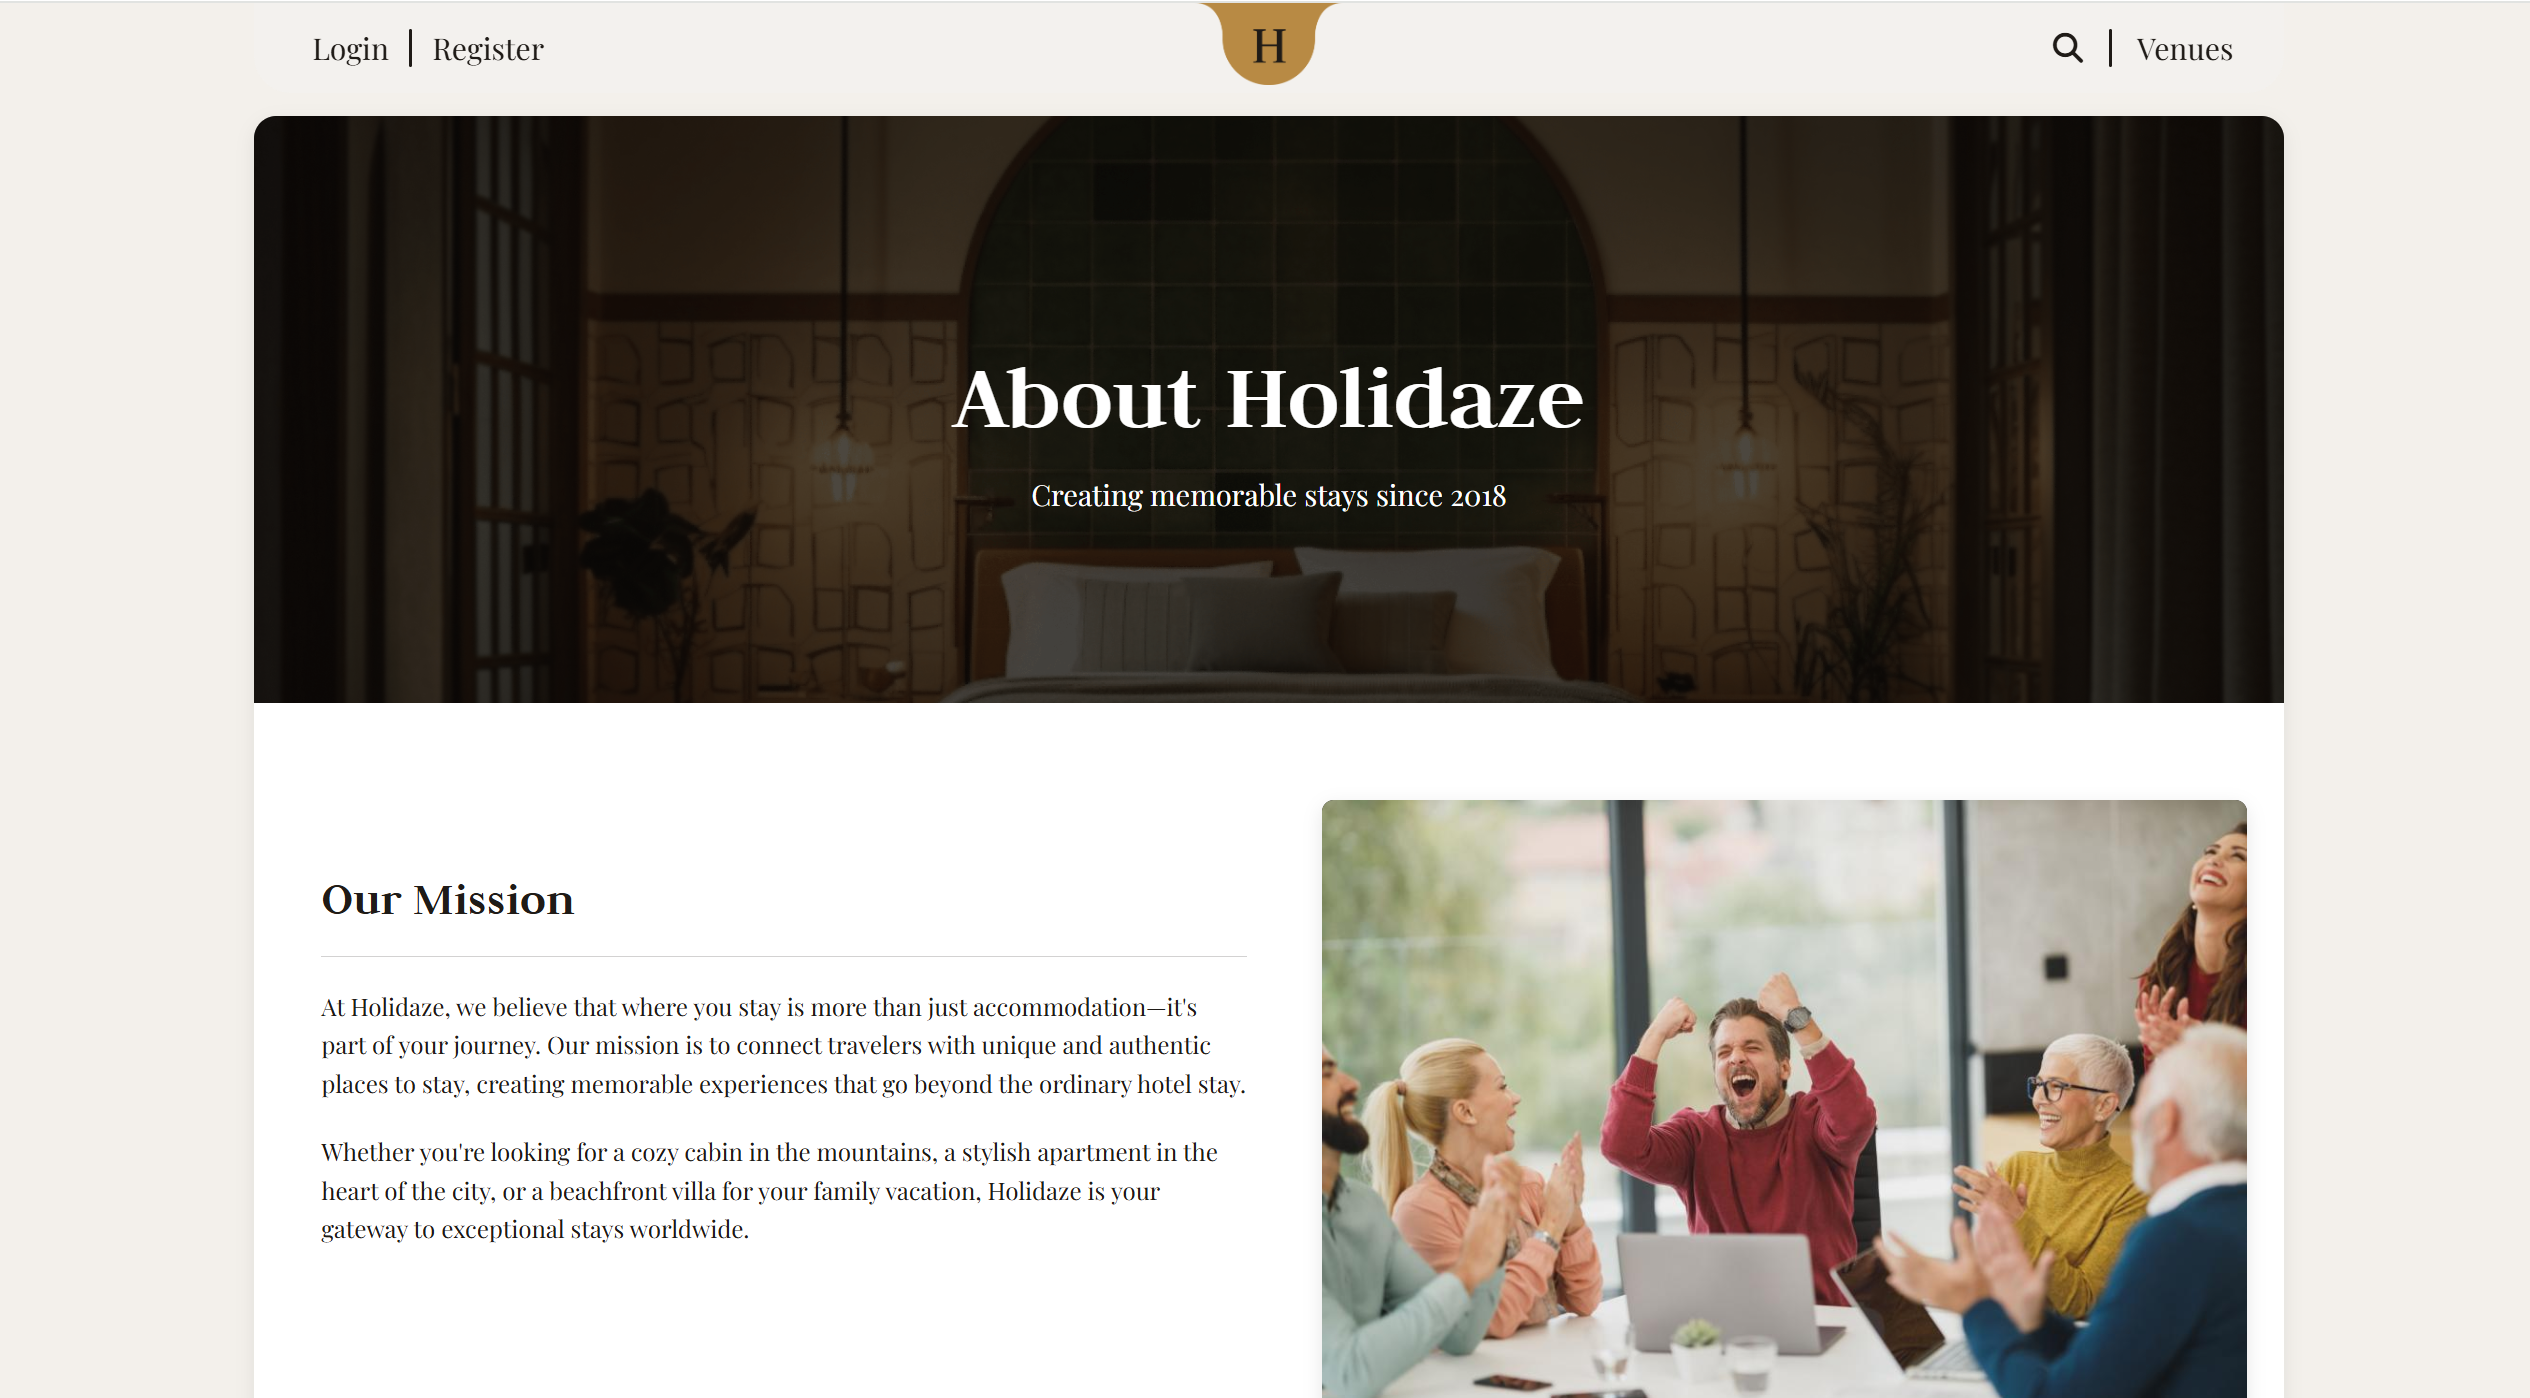 Login | Register
H
Venues
About Holidaze
Creating memorable stays since 2018
Our Mission
At Holidaze, we believe that where you stay is more than just accommodation—it's
part of your journey. Our mission is to connect travelers with unique and authentic
places to stay, creating memorable experiences that go beyond the ordinary hotel stay.
Whether you're looking for a cozy cabin in the mountains, a stylish apartment in the
heart of the city, or a beachfront villa for your family vacation, Holidaze is your
gateway to exceptional stays worldwide.